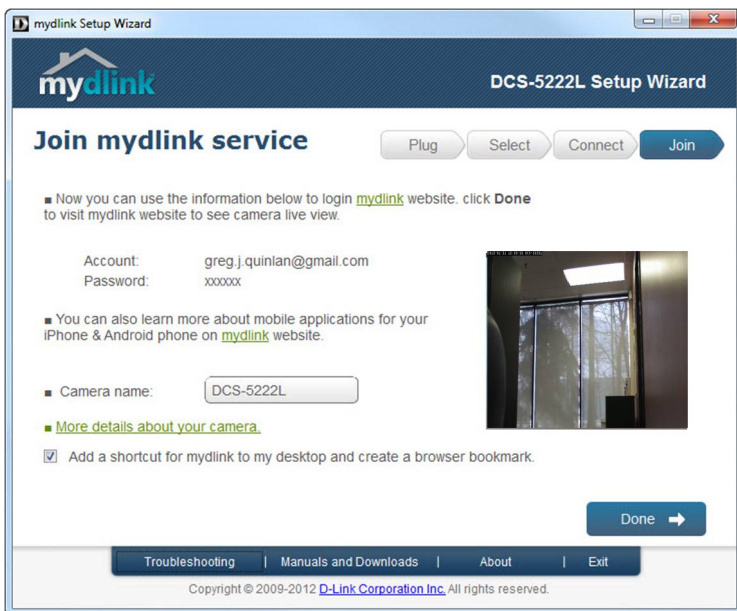 mydlink Setup Wizard
mydlink
DCS-5222L Setup Wizard
Join mydlink service
Plug
Select
Connect
Join
■ Now you can use the information below to login mydlink website. click Done
to visit mydlink website to see camera live view.
Account: greg.j.quinlan@gmail.com
Password: xxxxxx
■ You can also learn more about mobile applications for your
iPhone & Android phone on mydlink website.
■ Camera name: DCS-5222L
■ More details about your camera.
Add a shortcut for mydlink to my desktop and create a browser bookmark.
Done
Troubleshooting | Manuals and Downloads | About | Exit
Copyright © 2009-2012 D-Link Corporation Inc. All rights reserved.